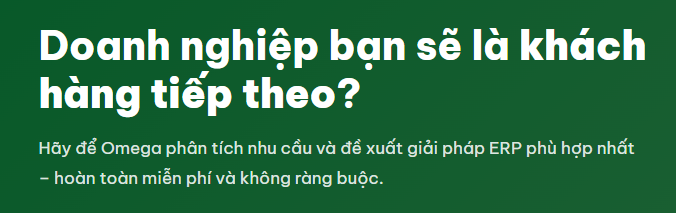 Doanh nghiệp bạn sẽ là khách
hàng tiếp theo?
Hãy để Omega phân tích nhu cầu và đề xuất giải pháp ERP phù hợp nhất
– hoàn toàn miễn phí và không ràng buộc.